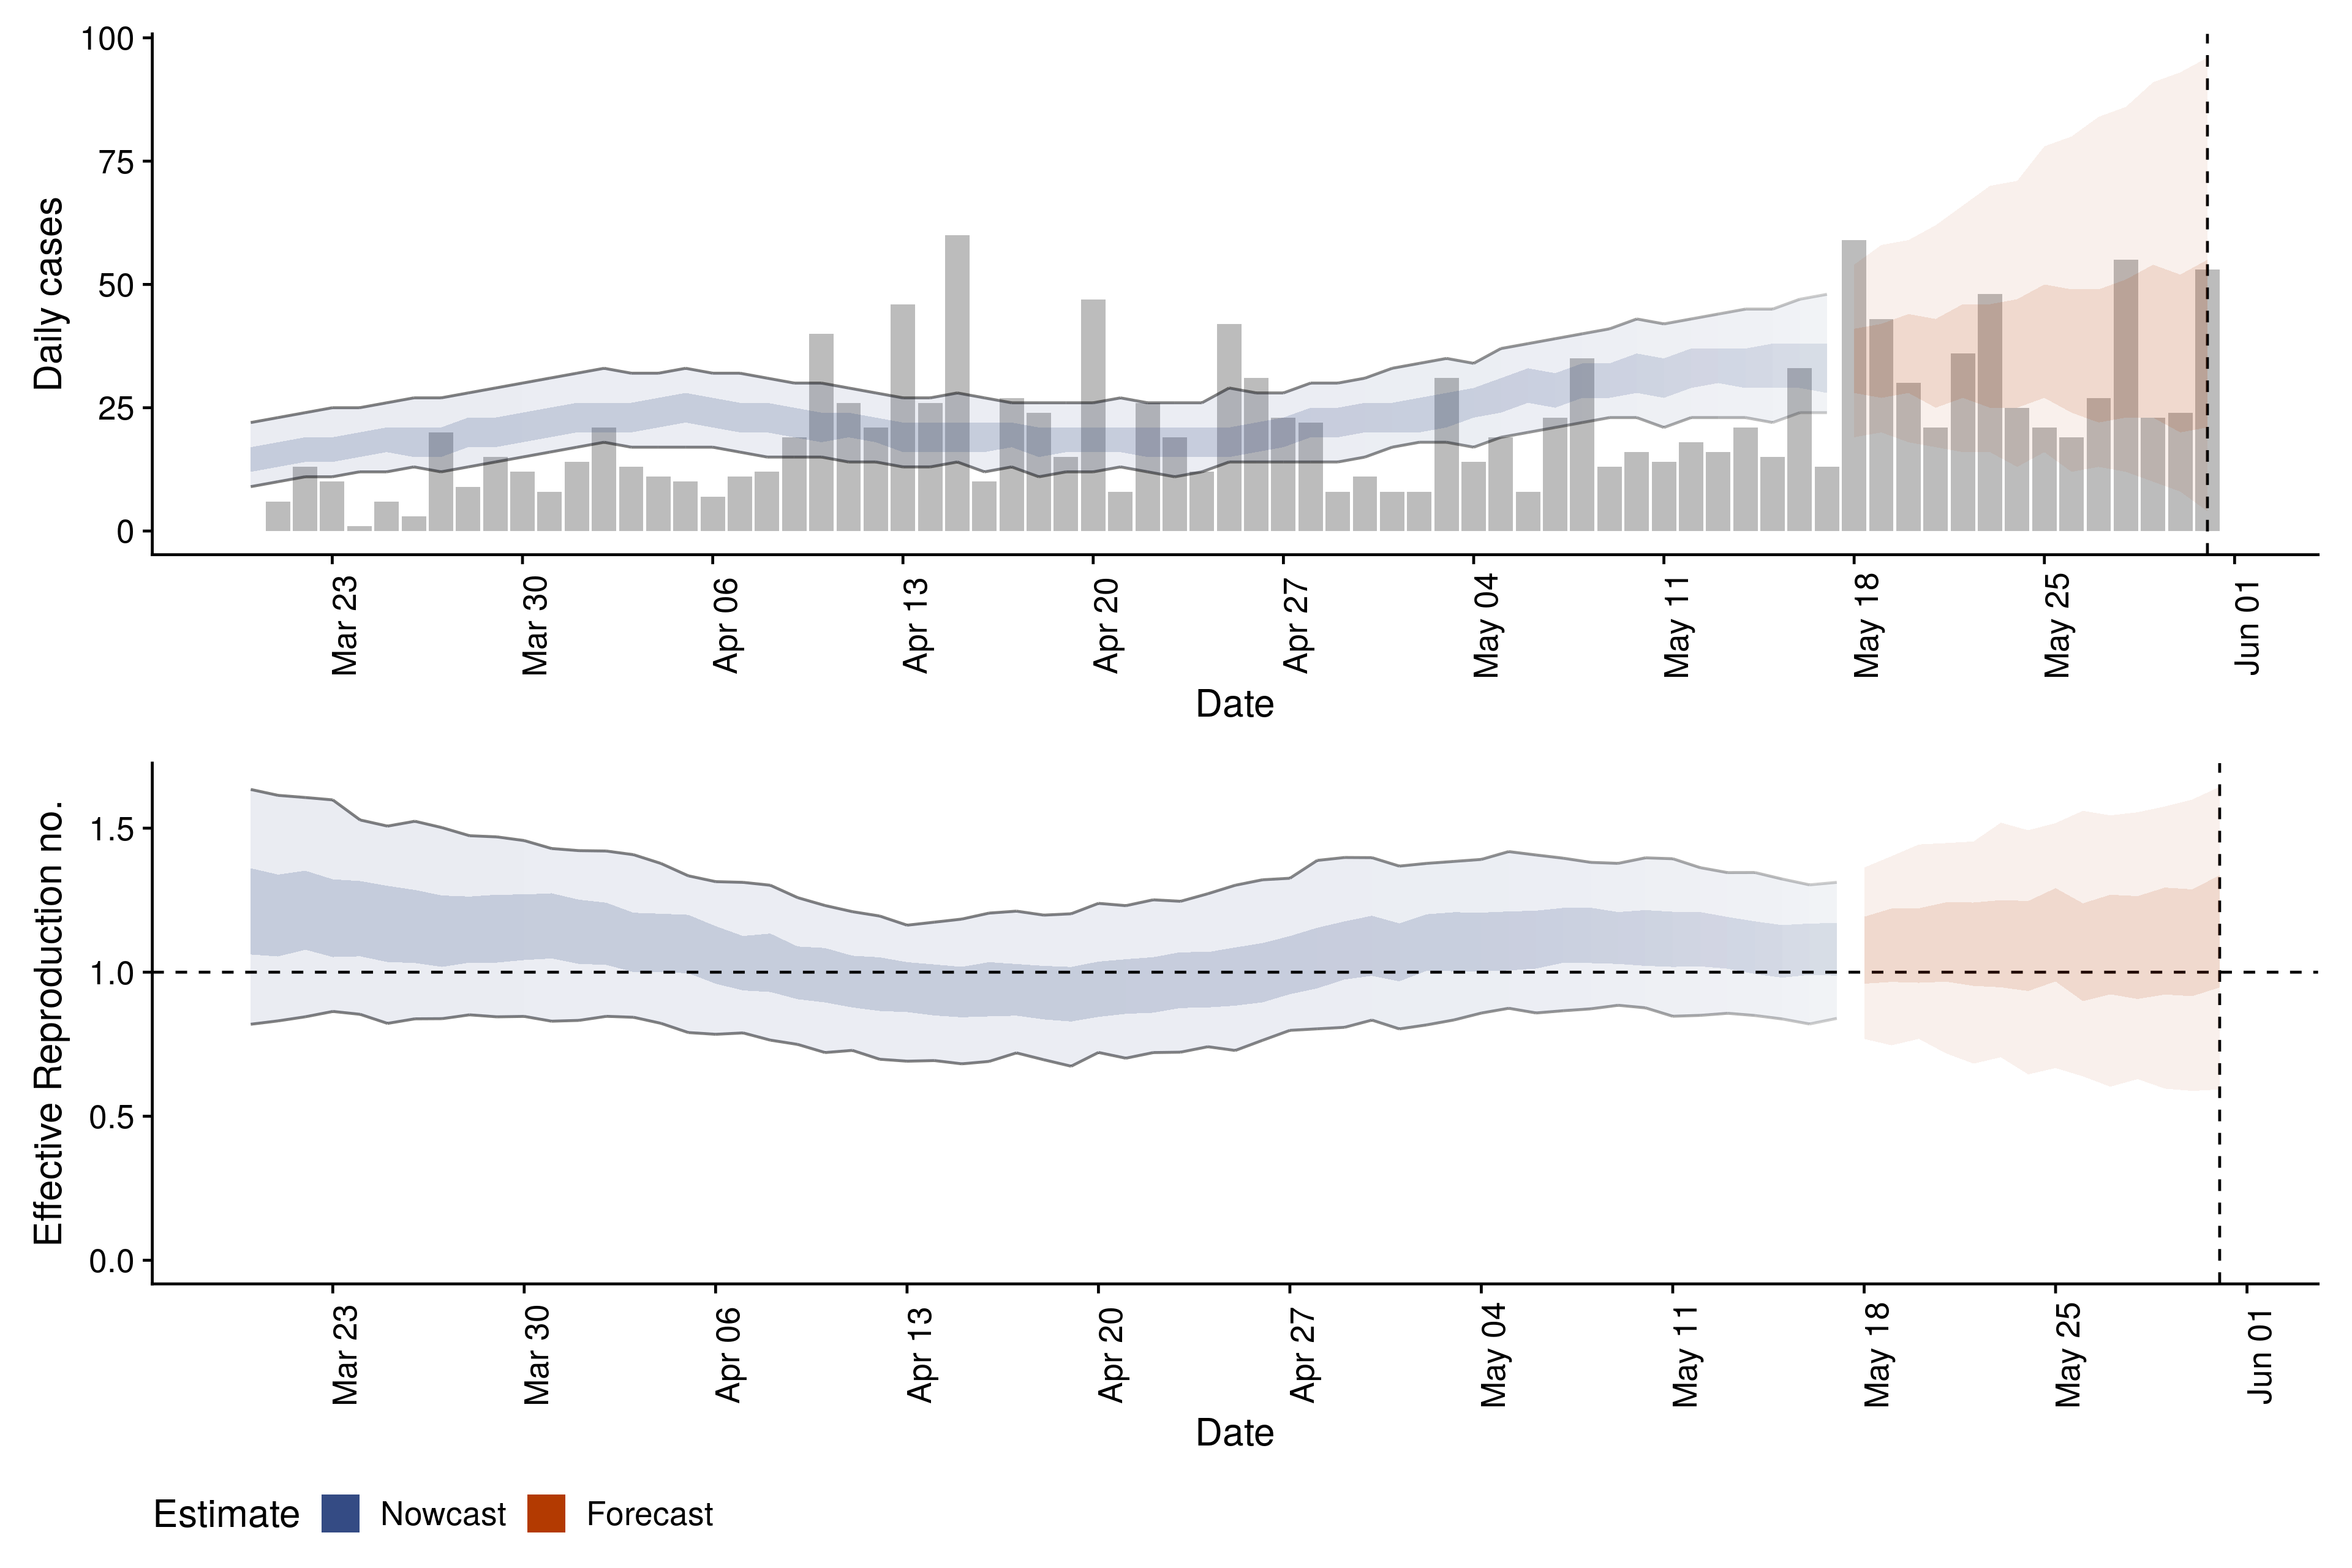 100
75
50
25
0
Daily cases
Mar 23
Mar 30
Apr 06
Apr 13
Apr 20
Apr 27
May 04
May 11
May 18
May 25
Jun 01
Date
1.5
1.0
0.5
0.0
Effective Reproduction no.
Mar 23
Mar 30
Apr 06
Apr 13
Apr 20
Apr 27
May 04
May 11
May 18
May 25
Jun 01
Date
Estimate Nowcast Forecast